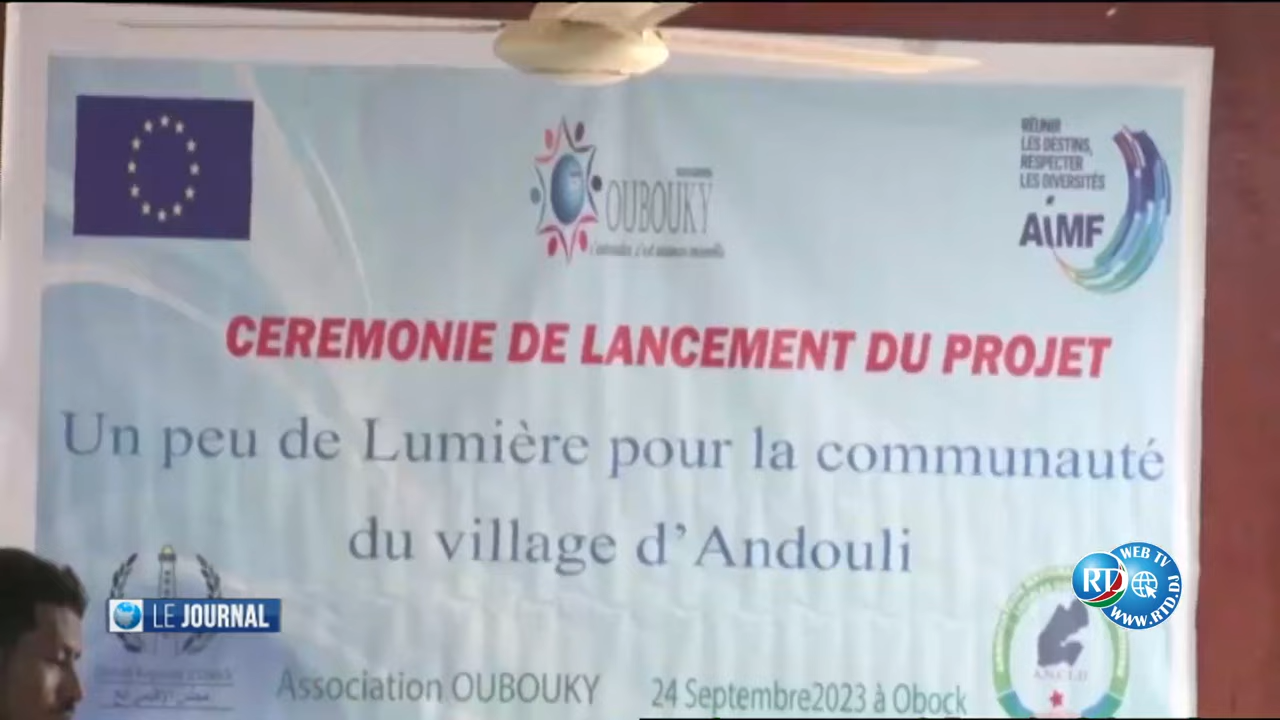 RÉUNIR
LES DESTINS,
RESPECTER
LES DIVERSITÉS
AiMF
OUBOUKY
CEREMONIE DE LANCEMENT DU PROJET
Un peu de Lumière pour la communauté
du village d'Andouli
WEB TV
RTD
WWW.RTD.DJ
LE JOURNAL
Association OUBOUKY
24 Septembre2023 à Obock